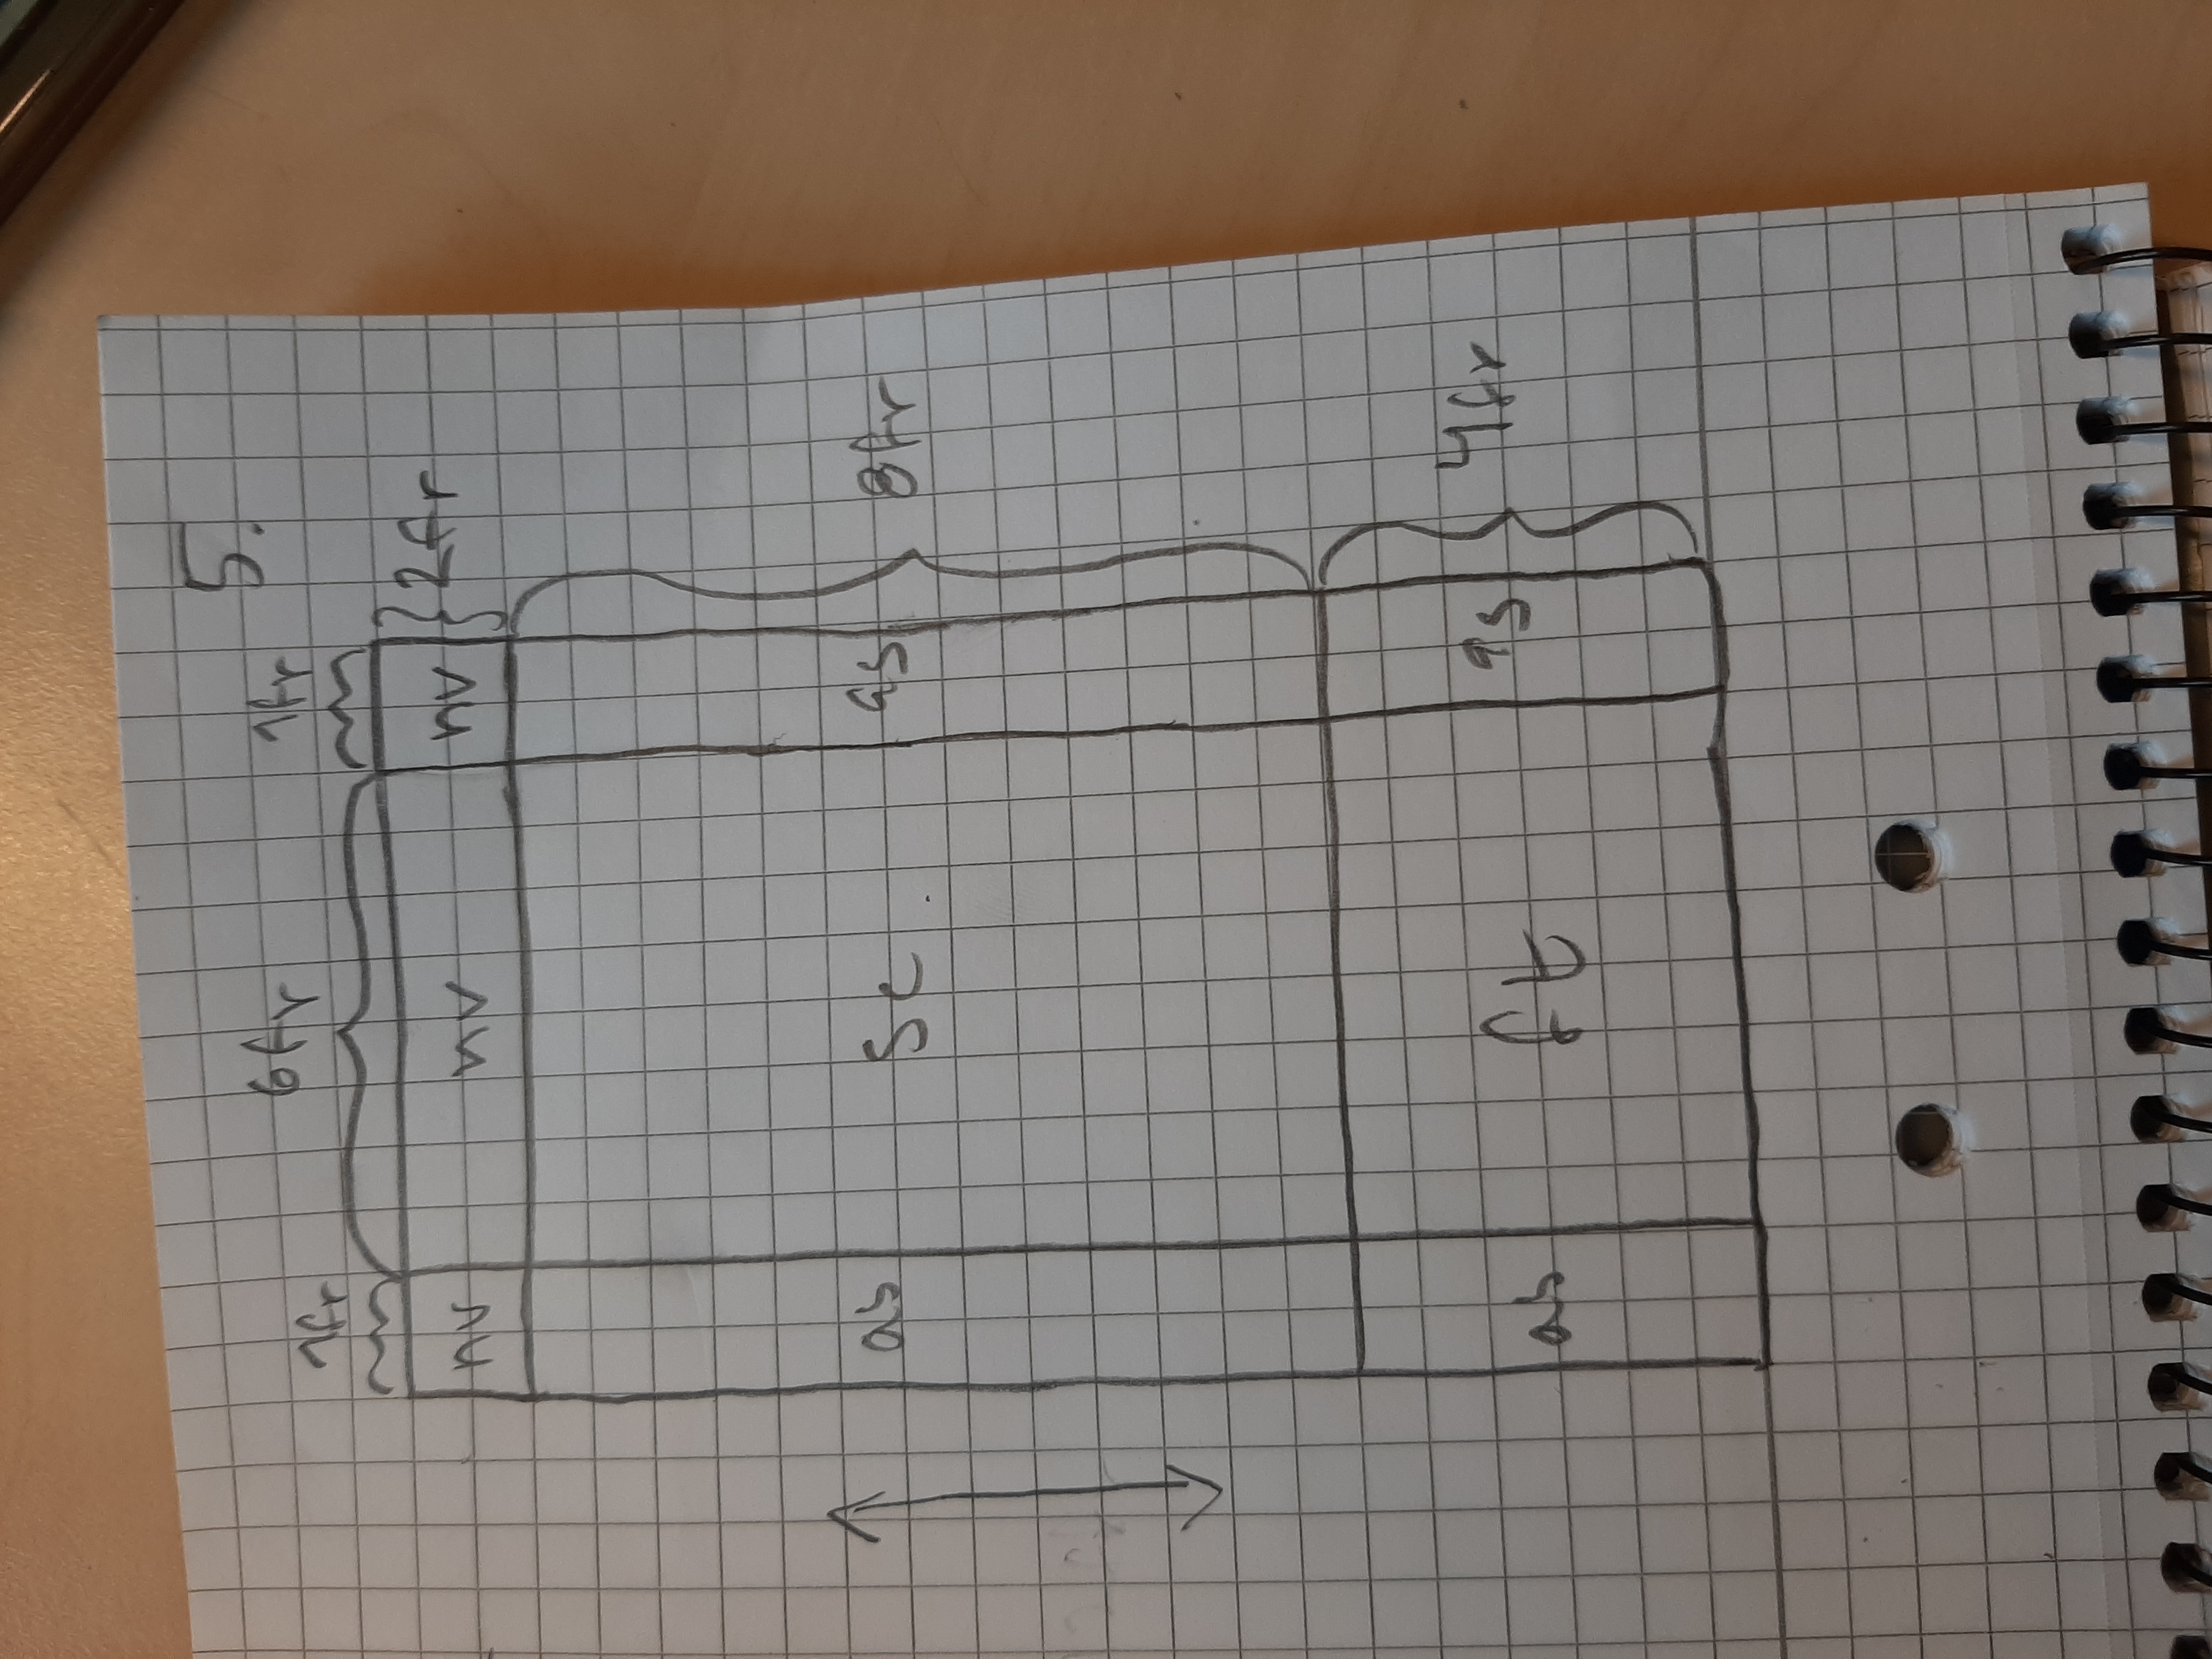 5.
1fr 6fr 1fr
nv nv nv 2fr
as sc as 8fr
as ft as 4fr